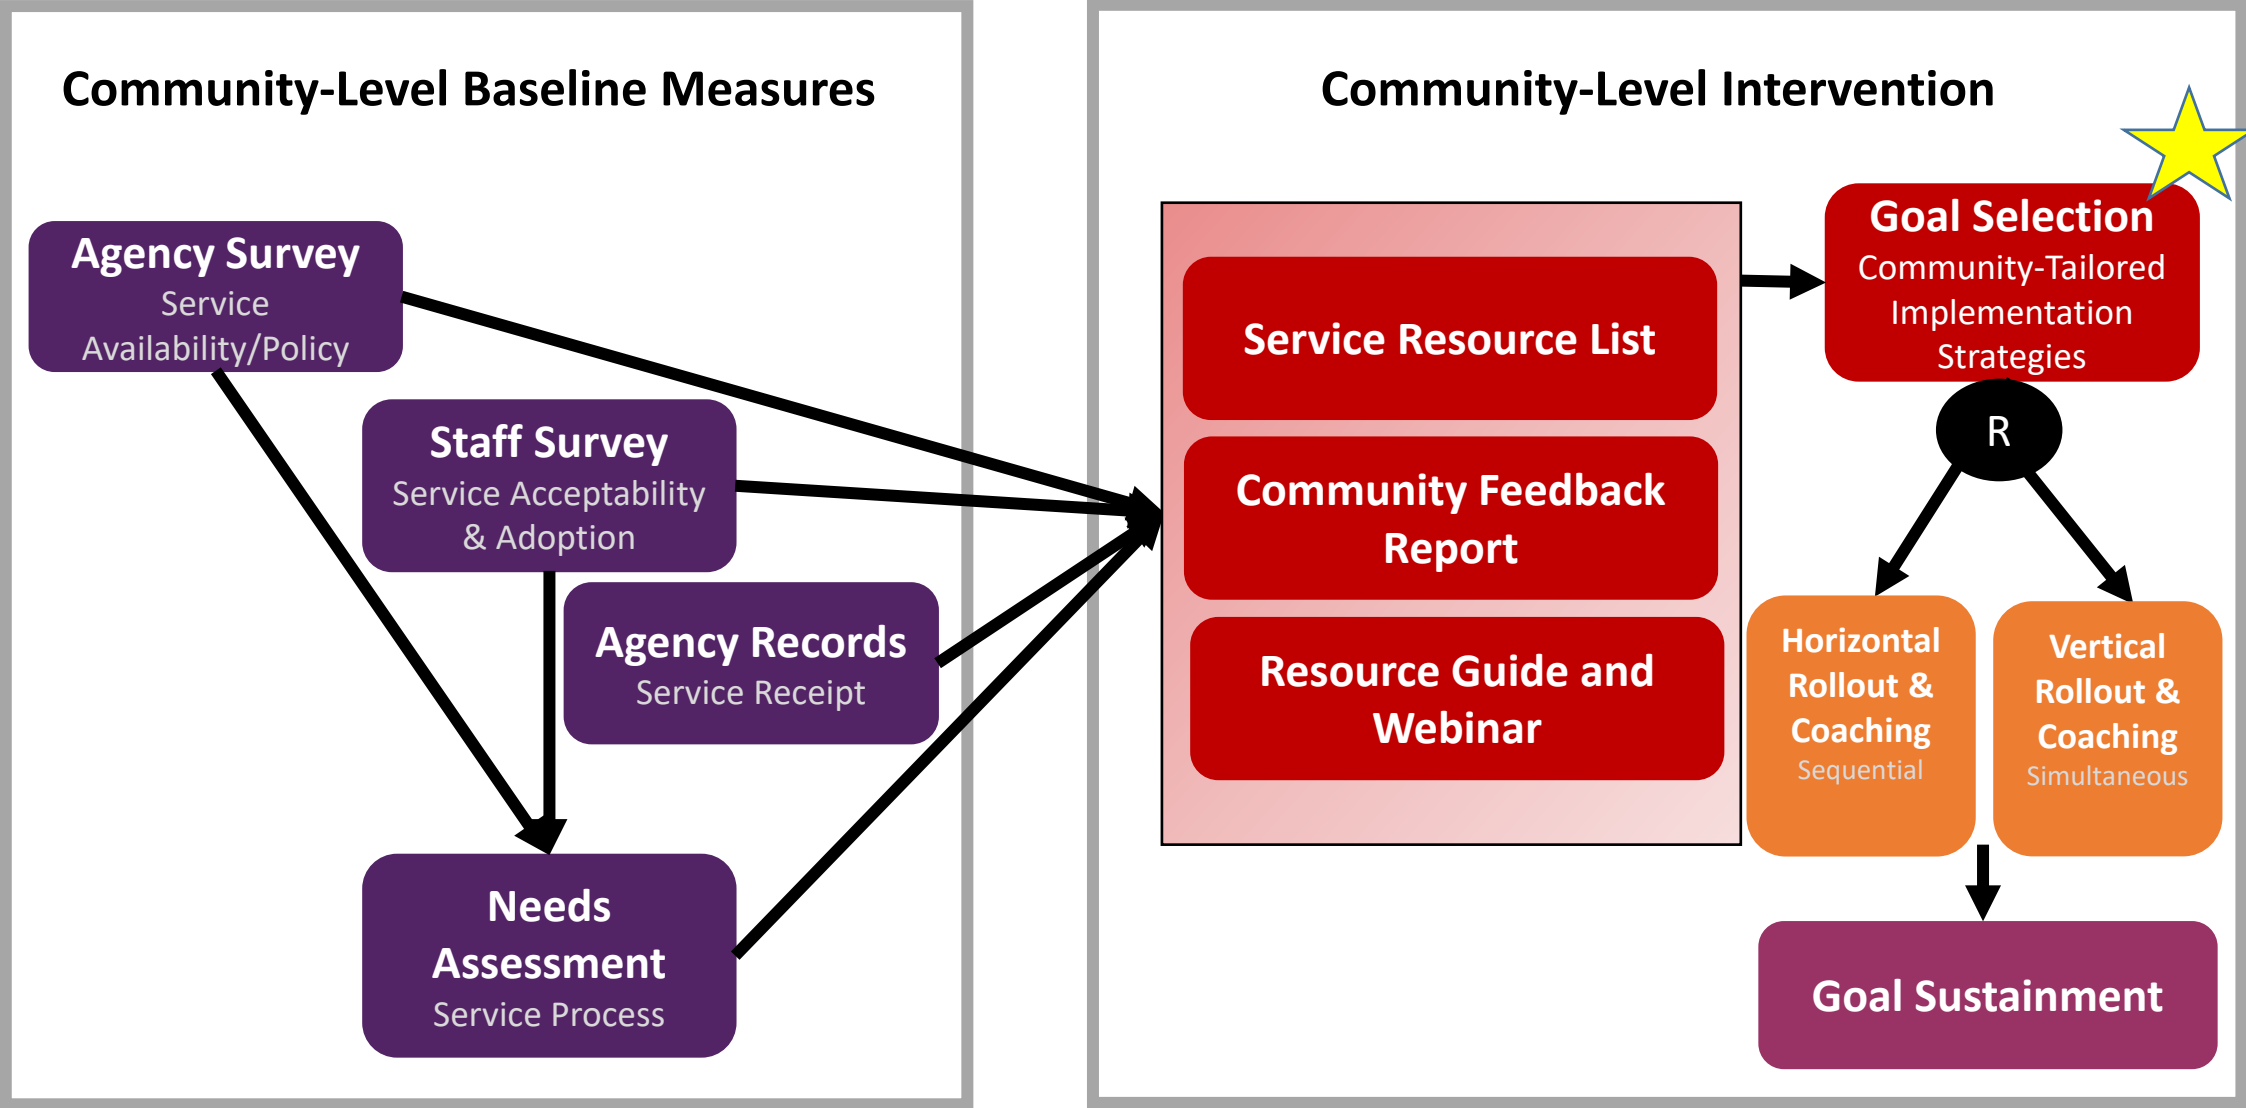 Community-Level Baseline Measures
Agency Survey
Service
Availability/Policy
Staff Survey
Service Acceptability
& Adoption
Agency Records
Service Receipt
Needs
Assessment
Service Process
Community-Level Intervention
Service Resource List
Community Feedback
Report
Resource Guide and
Webinar
Goal Selection
Community-Tailored
Implementation
Strategies
R
Horizontal
Rollout &
Coaching
Sequential
Vertical
Rollout &
Coaching
Simultaneous
Goal Sustainment